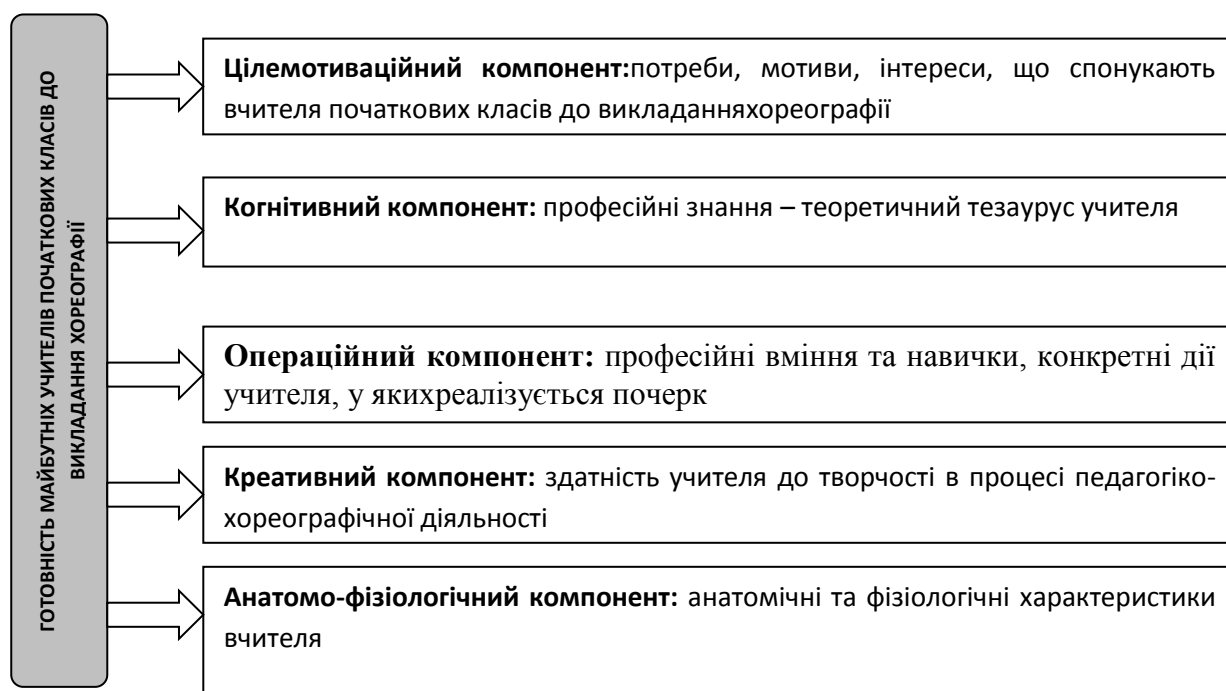 ГОТОВНІСТЬ МАЙБУТНІХ УЧИТЕЛІВ ПОЧАТКОВИХ КЛАСІВ ДО
ВИКЛАДАННЯ ХОРЕОГРАФІЇ
Цілемотиваційний компонент:потреби, мотиви, інтереси, що спонукають
вчителя початкових класів до викладанняхореографії
Когнітивний компонент: професійні знання – теоретичний тезаурус учителя
Операційний компонент: професійні вміння та навички, конкретні дії
учителя, у якихреалізується почерк
Креативний компонент: здатність учителя до творчості в процесі педагогіко-
хореографічної діяльності
Анатомо-фізіологічний компонент: анатомічні та фізіологічні характеристики
вчителя